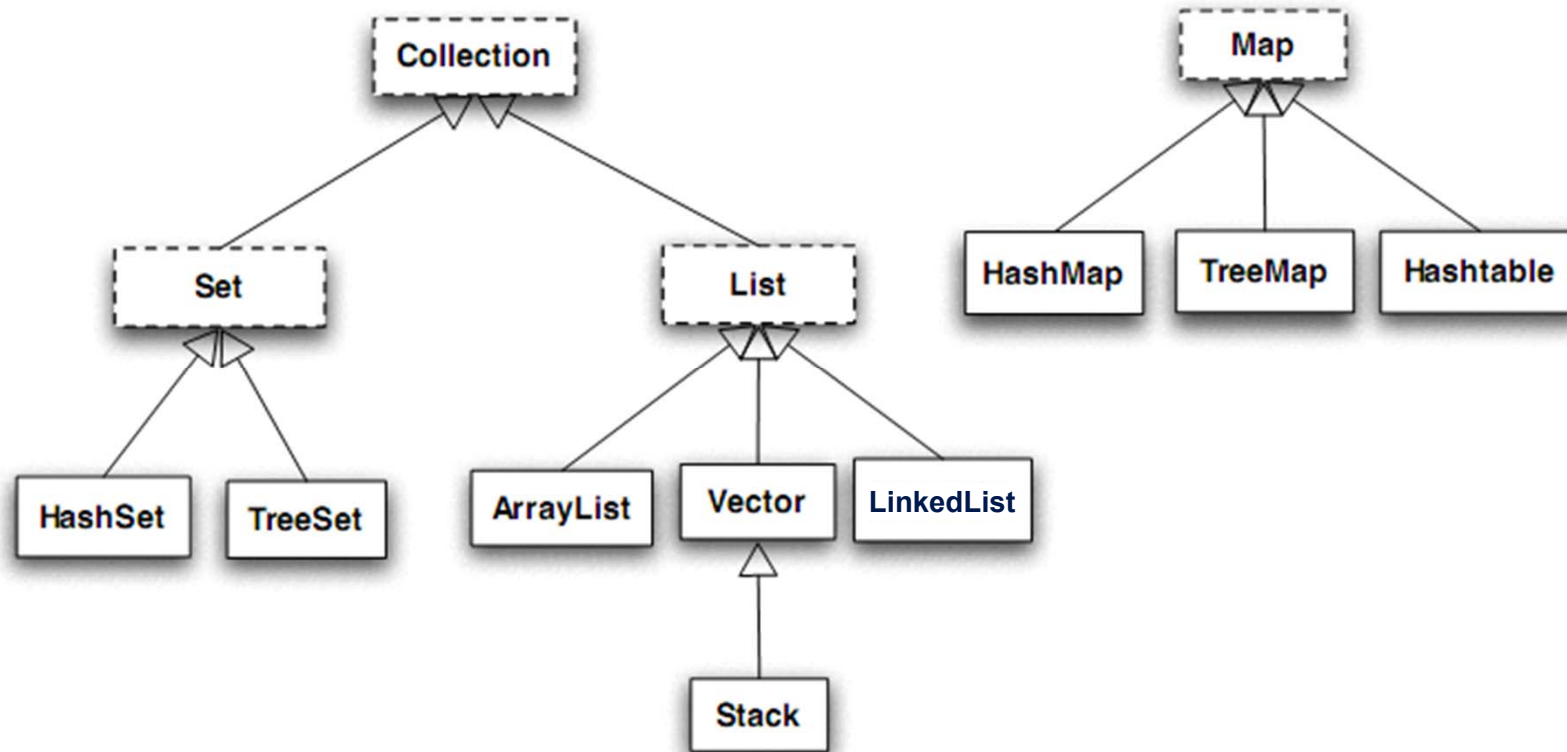 Collection
Map
Set
List
HashMap
TreeMap
Hashtable
HashSet
TreeSet
ArrayList
Vector
LinkedList
Stack